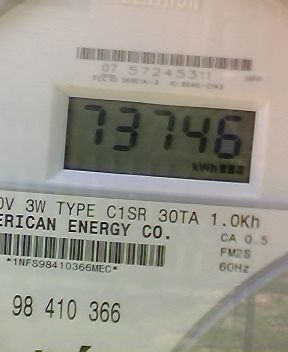 07 57245311
73746
kWh
0V 3W TYPE C1SR 30TA 1.0Kh
ERICAN ENERGY CO.
CA 0.5
FM2S
60Hz
*1NFS98410366MEC*
98 410 366